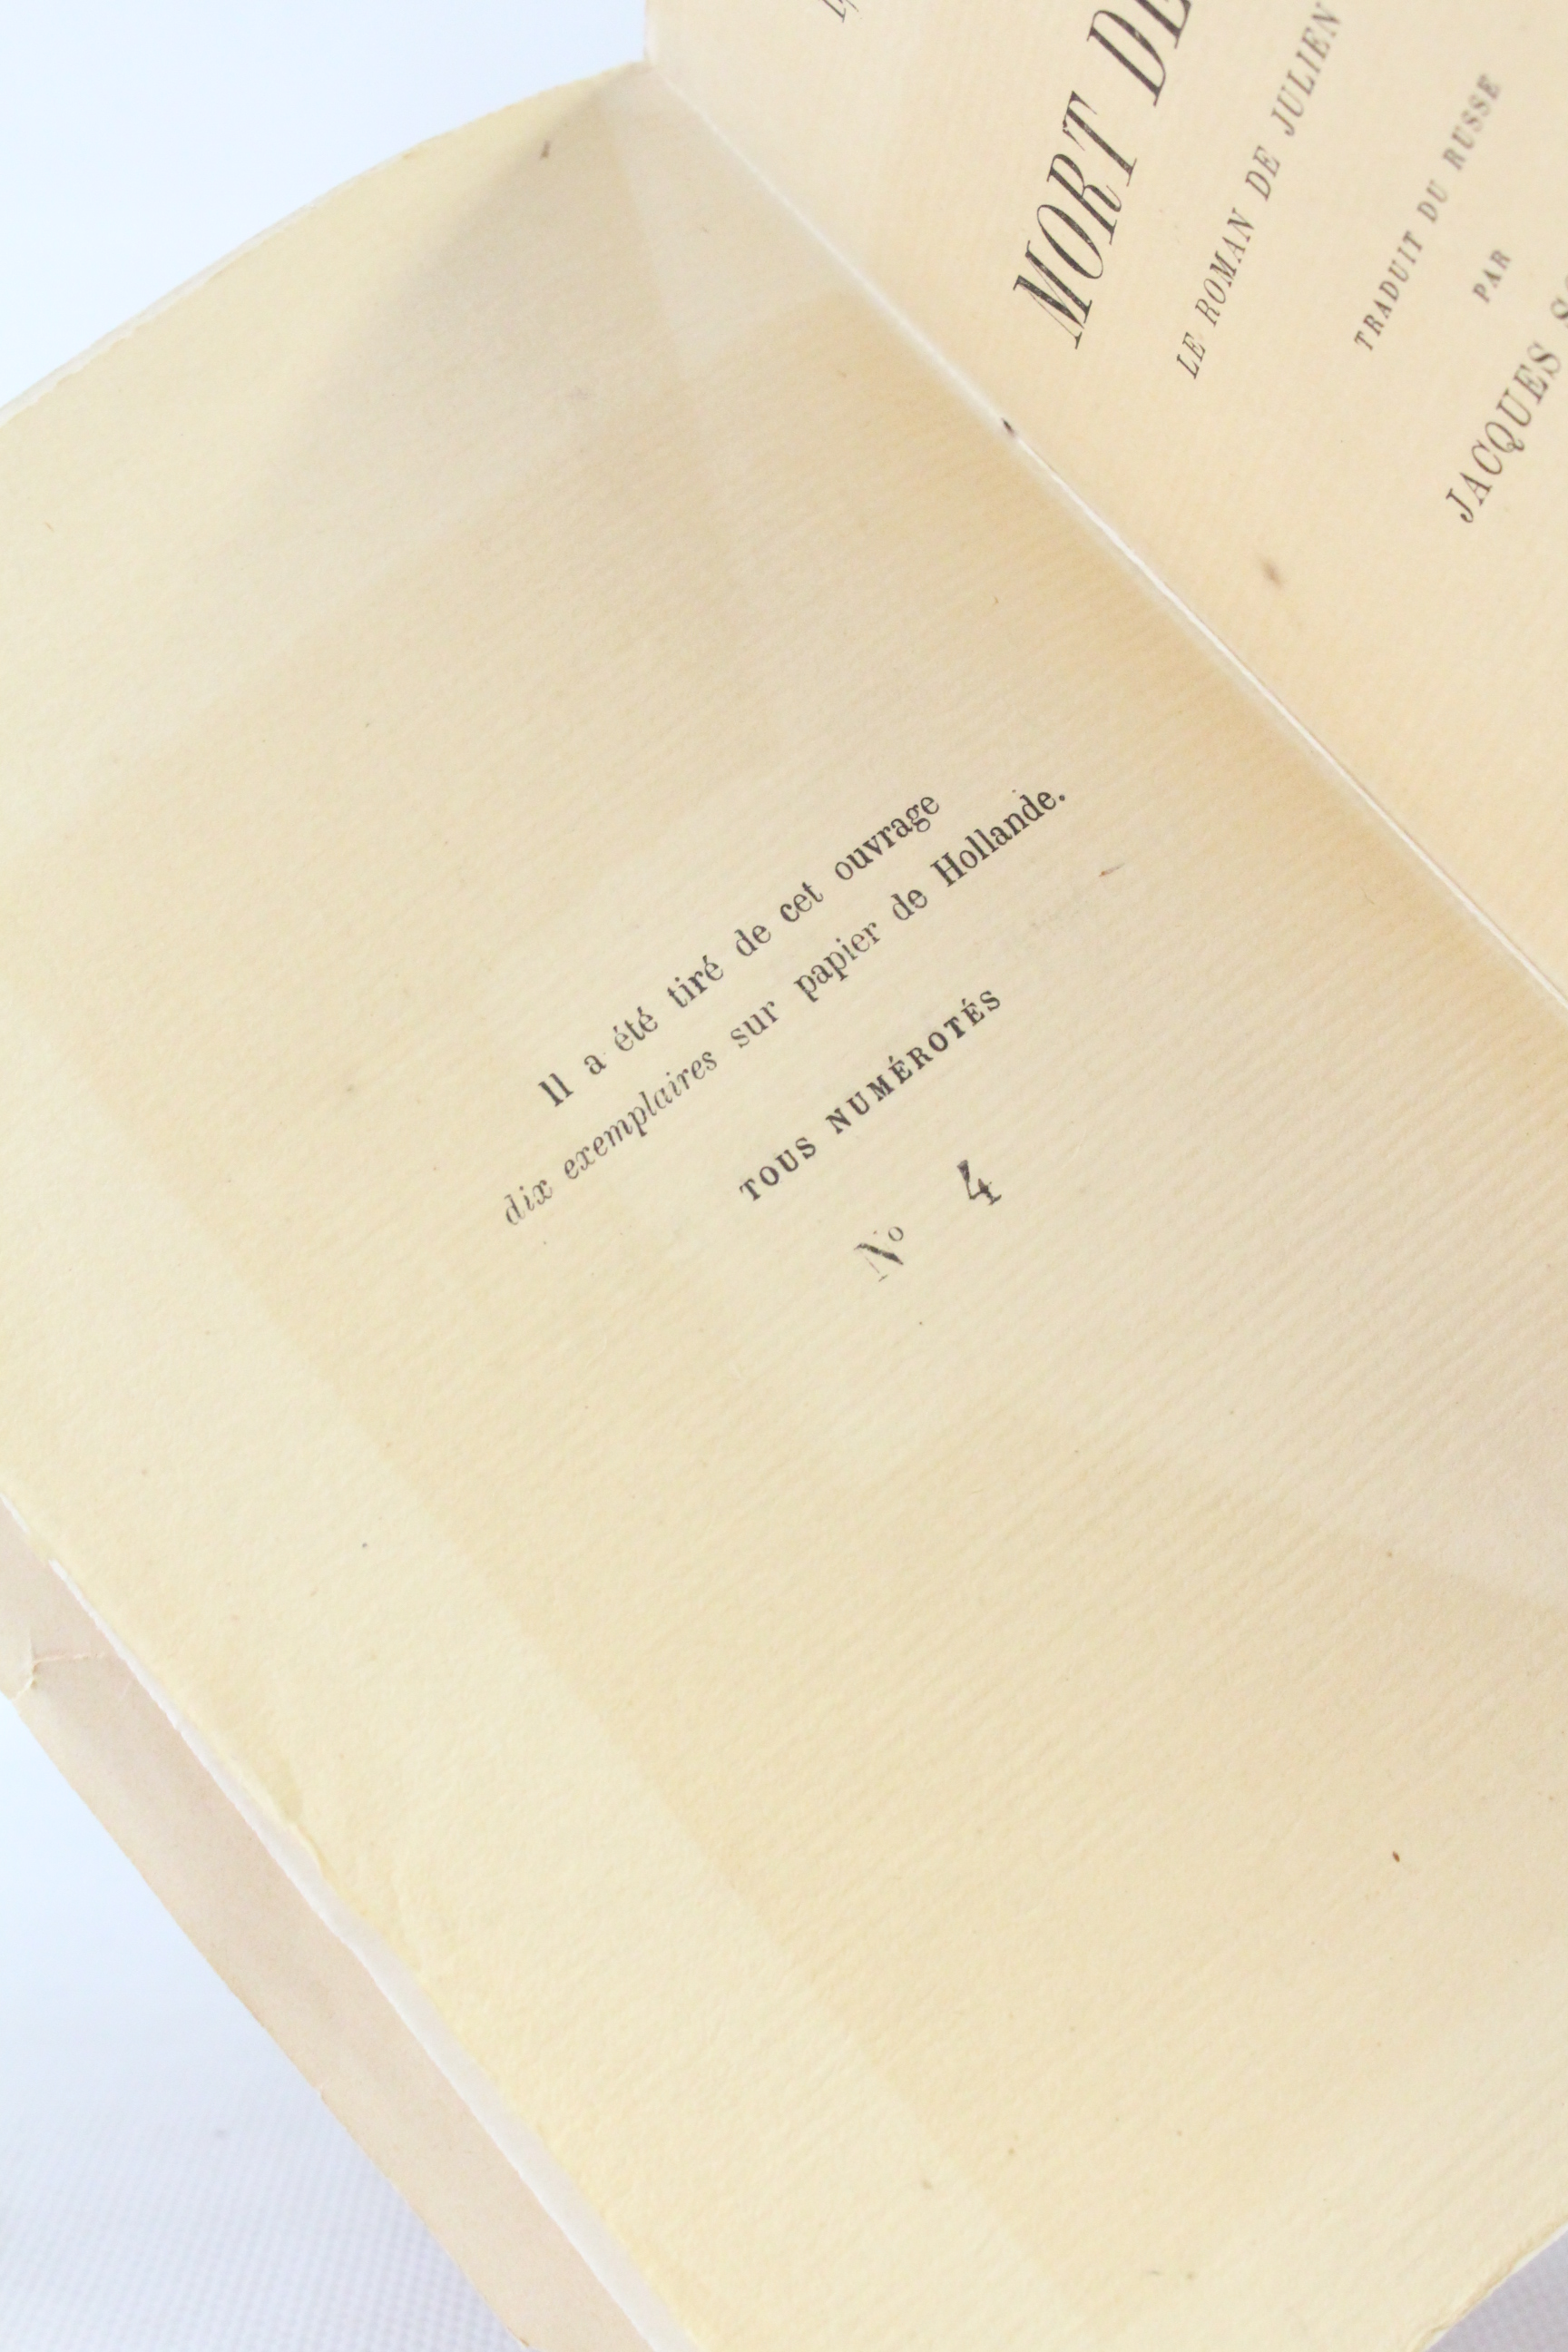 Il a été tiré de cet ouvrage
dix exemplaires sur papier de Hollande.
TOUS NUMÉROTÉS
No 4
MORT DE
LE ROMAN DE JULIEN
TRADUIT DU RUSSE
PAR
JACQUES